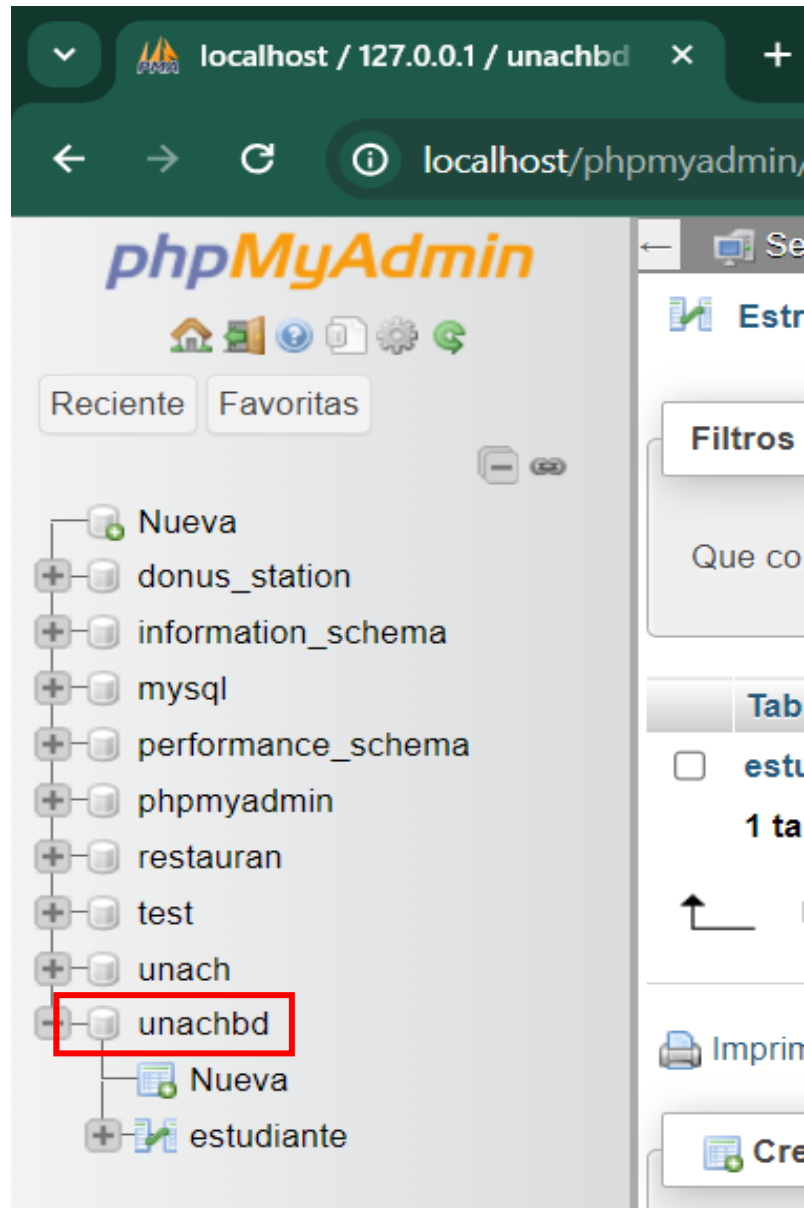 localhost / 127.0.0.1 / unachbd
localhost/phpmyadmin/
phpMyAdmin
Reciente Favoritas
Nueva
donus_station
information_schema
mysql
performance_schema
phpmyadmin
restauran
test
unach
unachbd
Nueva
estudiante
Se
Estr
Filtros
Que co
Tab
estu
1 ta
Imprim
Cre